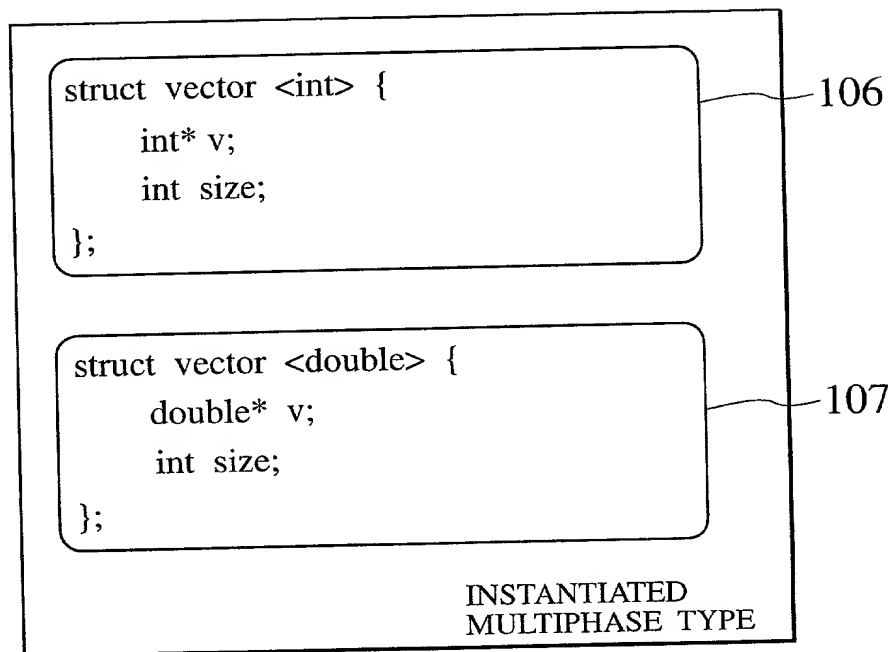 struct vector <int> {
int* v;
int size;
};
106
struct vector <double> {
double* v;
int size;
};
107
INSTANTIATED
MULTIPHASE TYPE